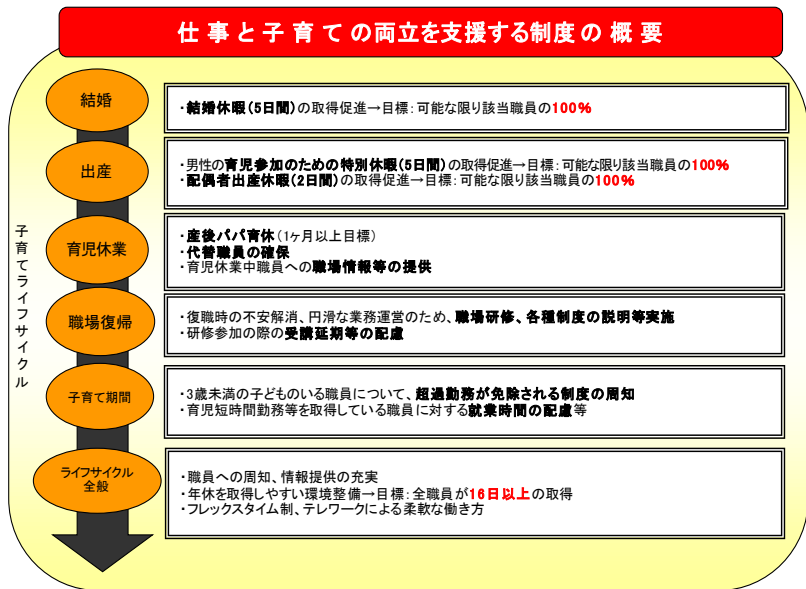 仕事と子育ての両立を支援する制度の概要
子育てライフサイクル
結婚
・結婚休暇(5日間)の取得促進→目標:可能な限り該当職員の100%
出産
・男性の育児参加のための特別休暇(5日間)の取得促進→目標:可能な限り該当職員の100%
・配偶者出産休暇(2日間)の取得促進→目標:可能な限り該当職員の100%
育児休業
・産後パパ育休(1ヶ月以上目標)
・代替職員の確保
・育児休業中職員への職場情報等の提供
職場復帰
・復職時の不安解消、円滑な業務運営のため、職場研修、各種制度の説明等実施
・研修参加の際の受講延期等の配慮
子育て期間
・3歳未満の子どものいる職員について、超過勤務が免除される制度の周知
・育児短時間勤務等を取得している職員に対する就業時間の配慮等
ライフサイクル
全般
・職員への周知、情報提供の充実
・年休を取得しやすい環境整備→目標:全職員が16日以上の取得
・フレックスタイム制、テレワークによる柔軟な働き方